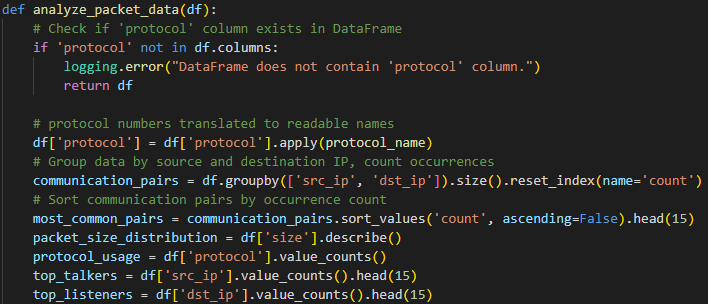 def analyze_packet_data(df):
    # Check if 'protocol' column exists in DataFrame
    if 'protocol' not in df.columns:
        logging.error("DataFrame does not contain 'protocol' column.")
        return df

    # protocol numbers translated to readable names
    df['protocol'] = df['protocol'].apply(protocol_name)
    # Group data by source and destination IP, count occurrences
    communication_pairs = df.groupby(['src_ip', 'dst_ip']).size().reset_index(name='count')
    # Sort communication pairs by occurrence count
    most_common_pairs = communication_pairs.sort_values('count', ascending=False).head(15)
    packet_size_distribution = df['size'].describe()
    protocol_usage = df['protocol'].value_counts()
    top_talkers = df['src_ip'].value_counts().head(15)
    top_listeners = df['dst_ip'].value_counts().head(15)